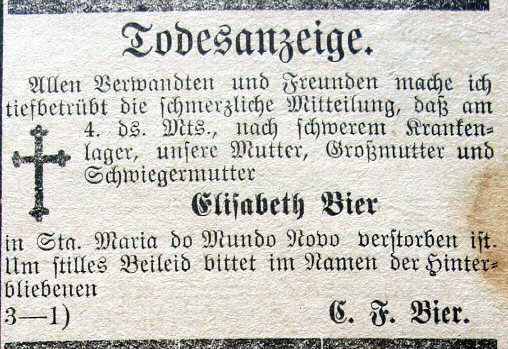 Todesanzeige.
Allen Verwandten und Freunden mache ich
tiefbetrübt die schmerzliche Mitteilung, daß am
4. ds. Mts., nach schwerem Kranken-
lager, unsere Mutter, Großmutter und
Schwiegermutter
Elisabeth Bier
in Sta. Maria do Mundo Novo verstorben ist.
Um stilles Beileid bittet im Namen der Hinter-
bliebenen
3—1) C. F. Bier.